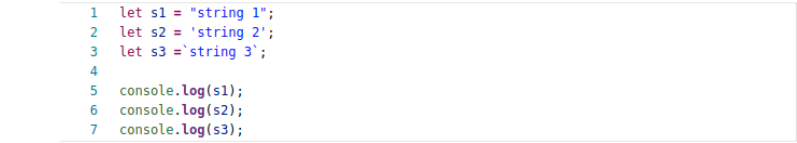 1 let s1 = "string 1";
2 let s2 = 'string 2';
3 let s3 =`string 3`;
4
5 console.log(s1);
6 console.log(s2);
7 console.log(s3);